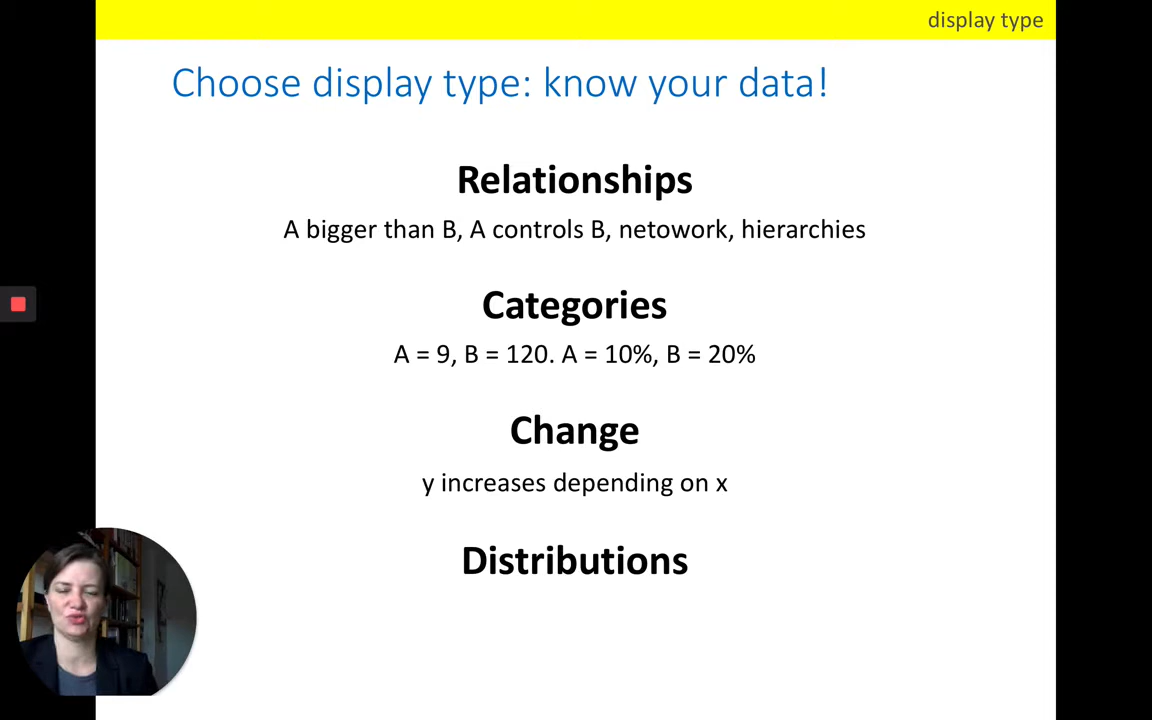 display type
Choose display type: know your data!
Relationships
A bigger than B, A controls B, netowork, hierarchies
Categories
A = 9, B = 120. A = 10%, B = 20%
Change
y increases depending on x
Distributions